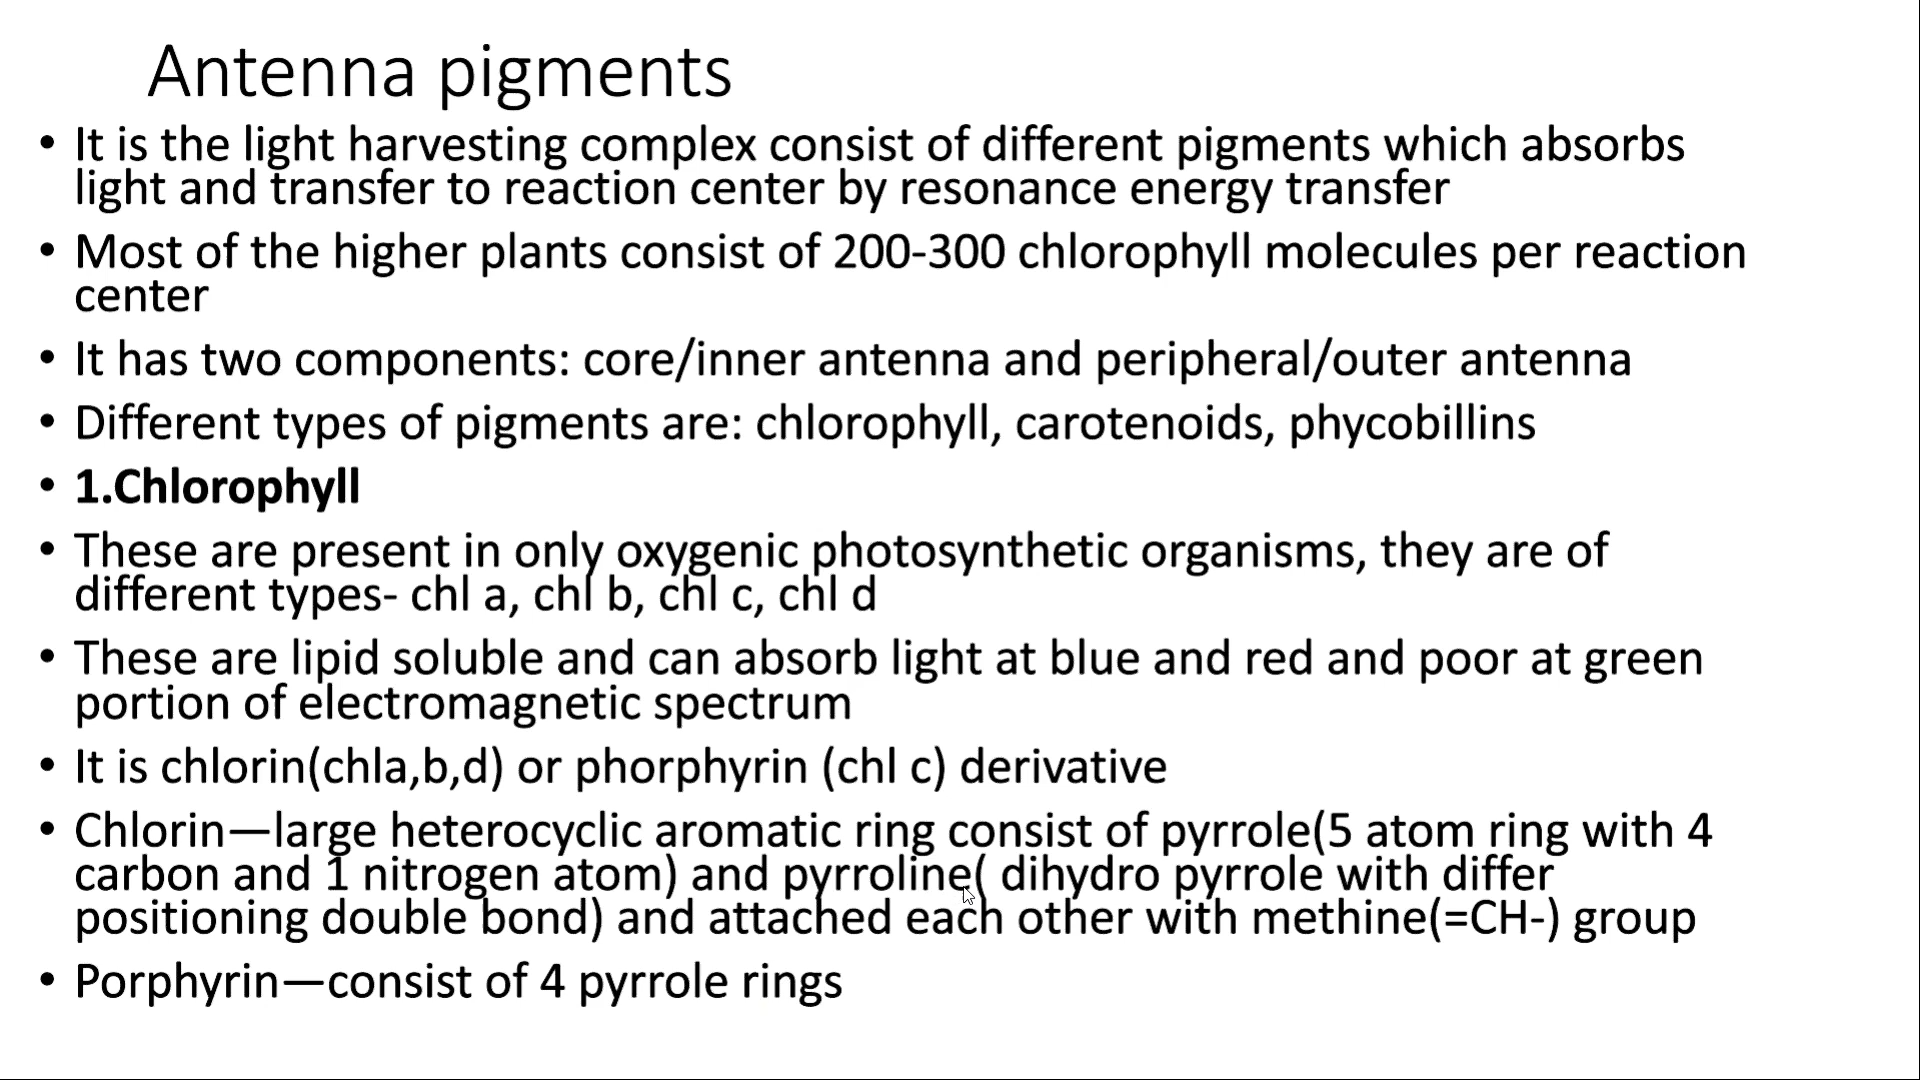 Antenna pigments
• It is the light harvesting complex consist of different pigments which absorbs
light and transfer to reaction center by resonance energy transfer
• Most of the higher plants consist of 200-300 chlorophyll molecules per reaction
center
• It has two components: core/inner antenna and peripheral/outer antenna
• Different types of pigments are: chlorophyll, carotenoids, phycobillins
• 1.Chlorophyll
• These are present in only oxygenic photosynthetic organisms, they are of
different types- chl a, chl b, chl c, chl d
• These are lipid soluble and can absorb light at blue and red and poor at green
portion of electromagnetic spectrum
• It is chlorin(chla,b,d) or phorphyrin (chl c) derivative
• Chlorin—large heterocyclic aromatic ring consist of pyrrole(5 atom ring with 4
carbon and 1 nitrogen atom) and pyrroline( dihydro pyrrole with differ
positioning double bond) and attached each other with methine(=CH-) group
• Porphyrin—consist of 4 pyrrole rings